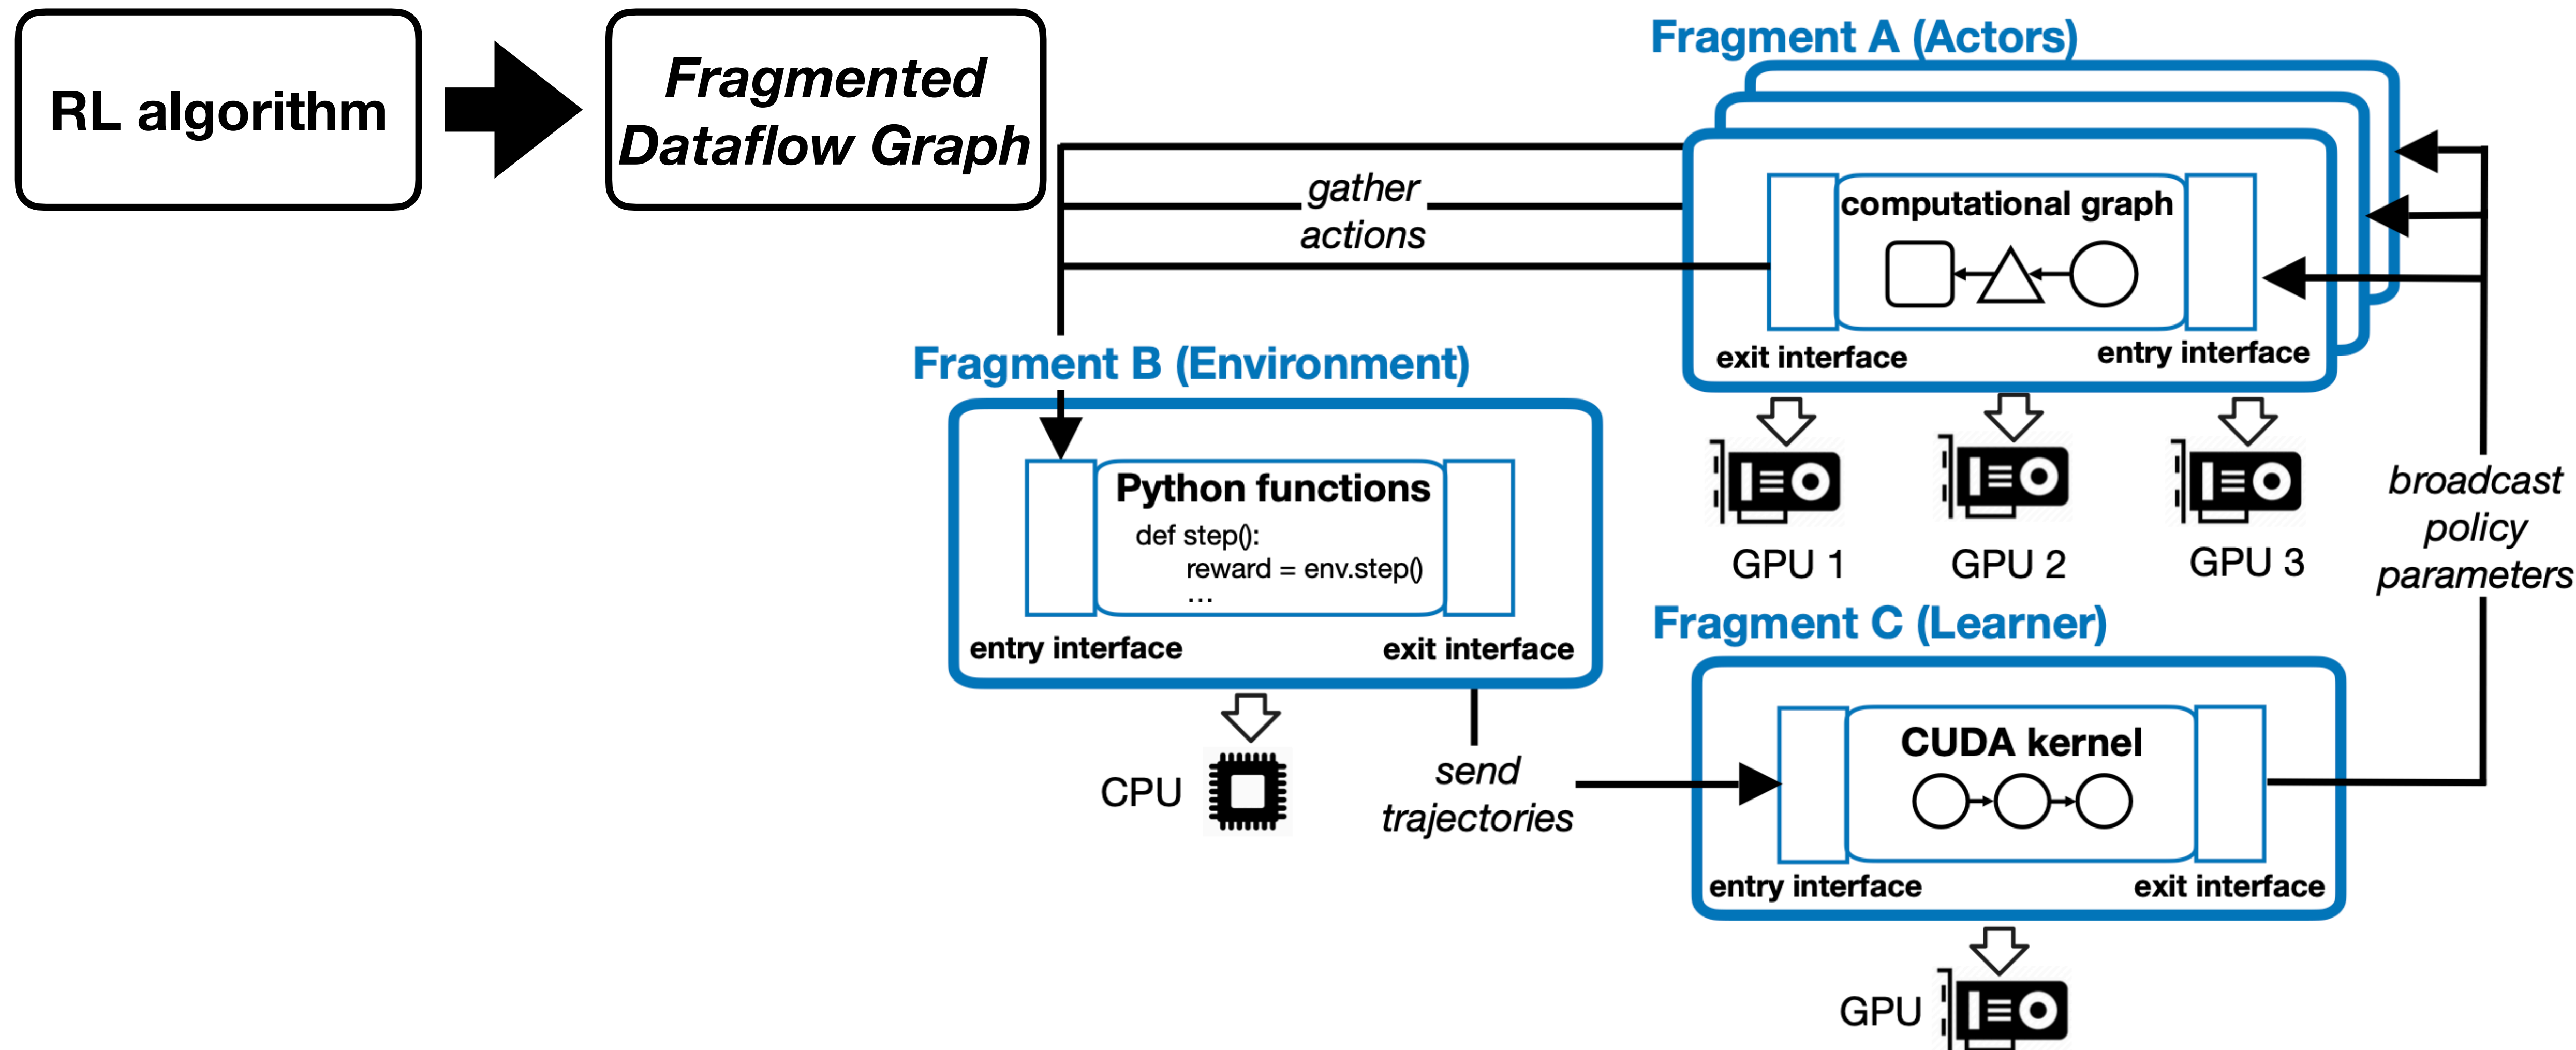 RL algorithm
Fragmented
Dataflow Graph
Fragment A (Actors)
gather
actions
computational graph
exit interface
entry interface
GPU 1
GPU 2
GPU 3
broadcast
policy
parameters
Fragment B (Environment)
Python functions
def step():
reward = env.step()
...
entry interface
exit interface
CPU
send
trajectories
Fragment C (Learner)
CUDA kernel
entry interface
exit interface
GPU